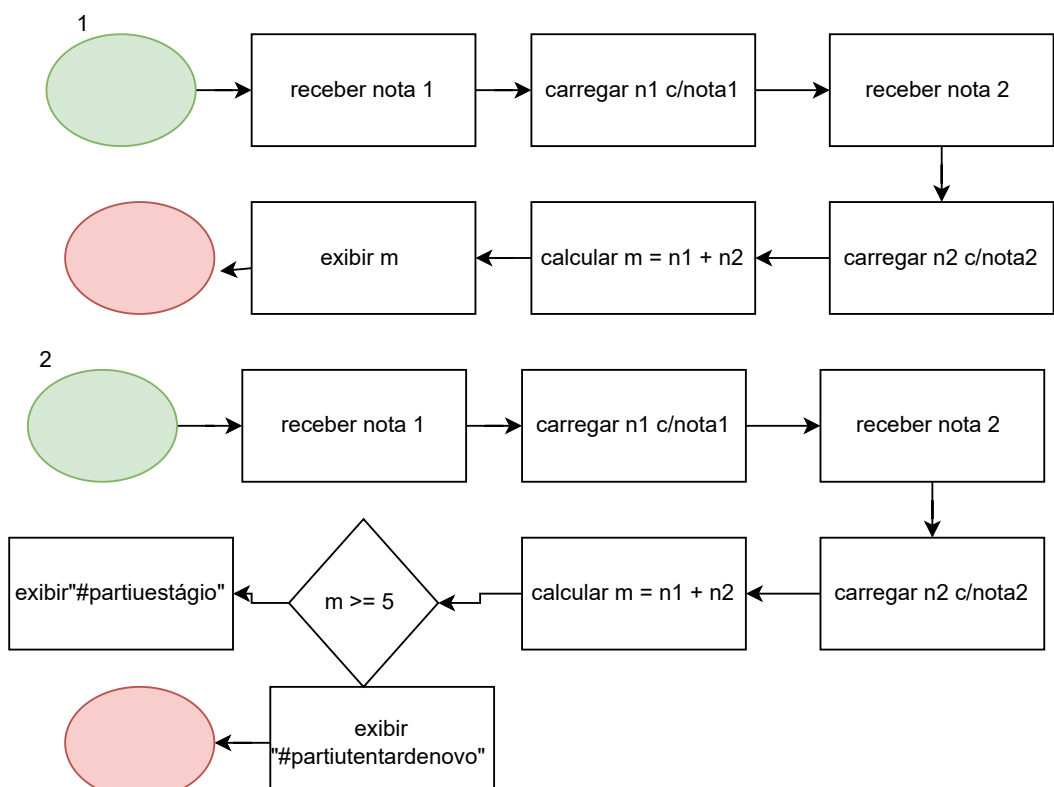 1
receber nota 1
carregar n1 c/nota1
receber nota 2
exibir m
calcular m = n1 + n2
carregar n2 c/nota2
2
receber nota 1
carregar n1 c/nota1
receber nota 2
exibir"#partiuestágio"
m >= 5
calcular m = n1 + n2
carregar n2 c/nota2
exibir
"#partiutentardenovo"